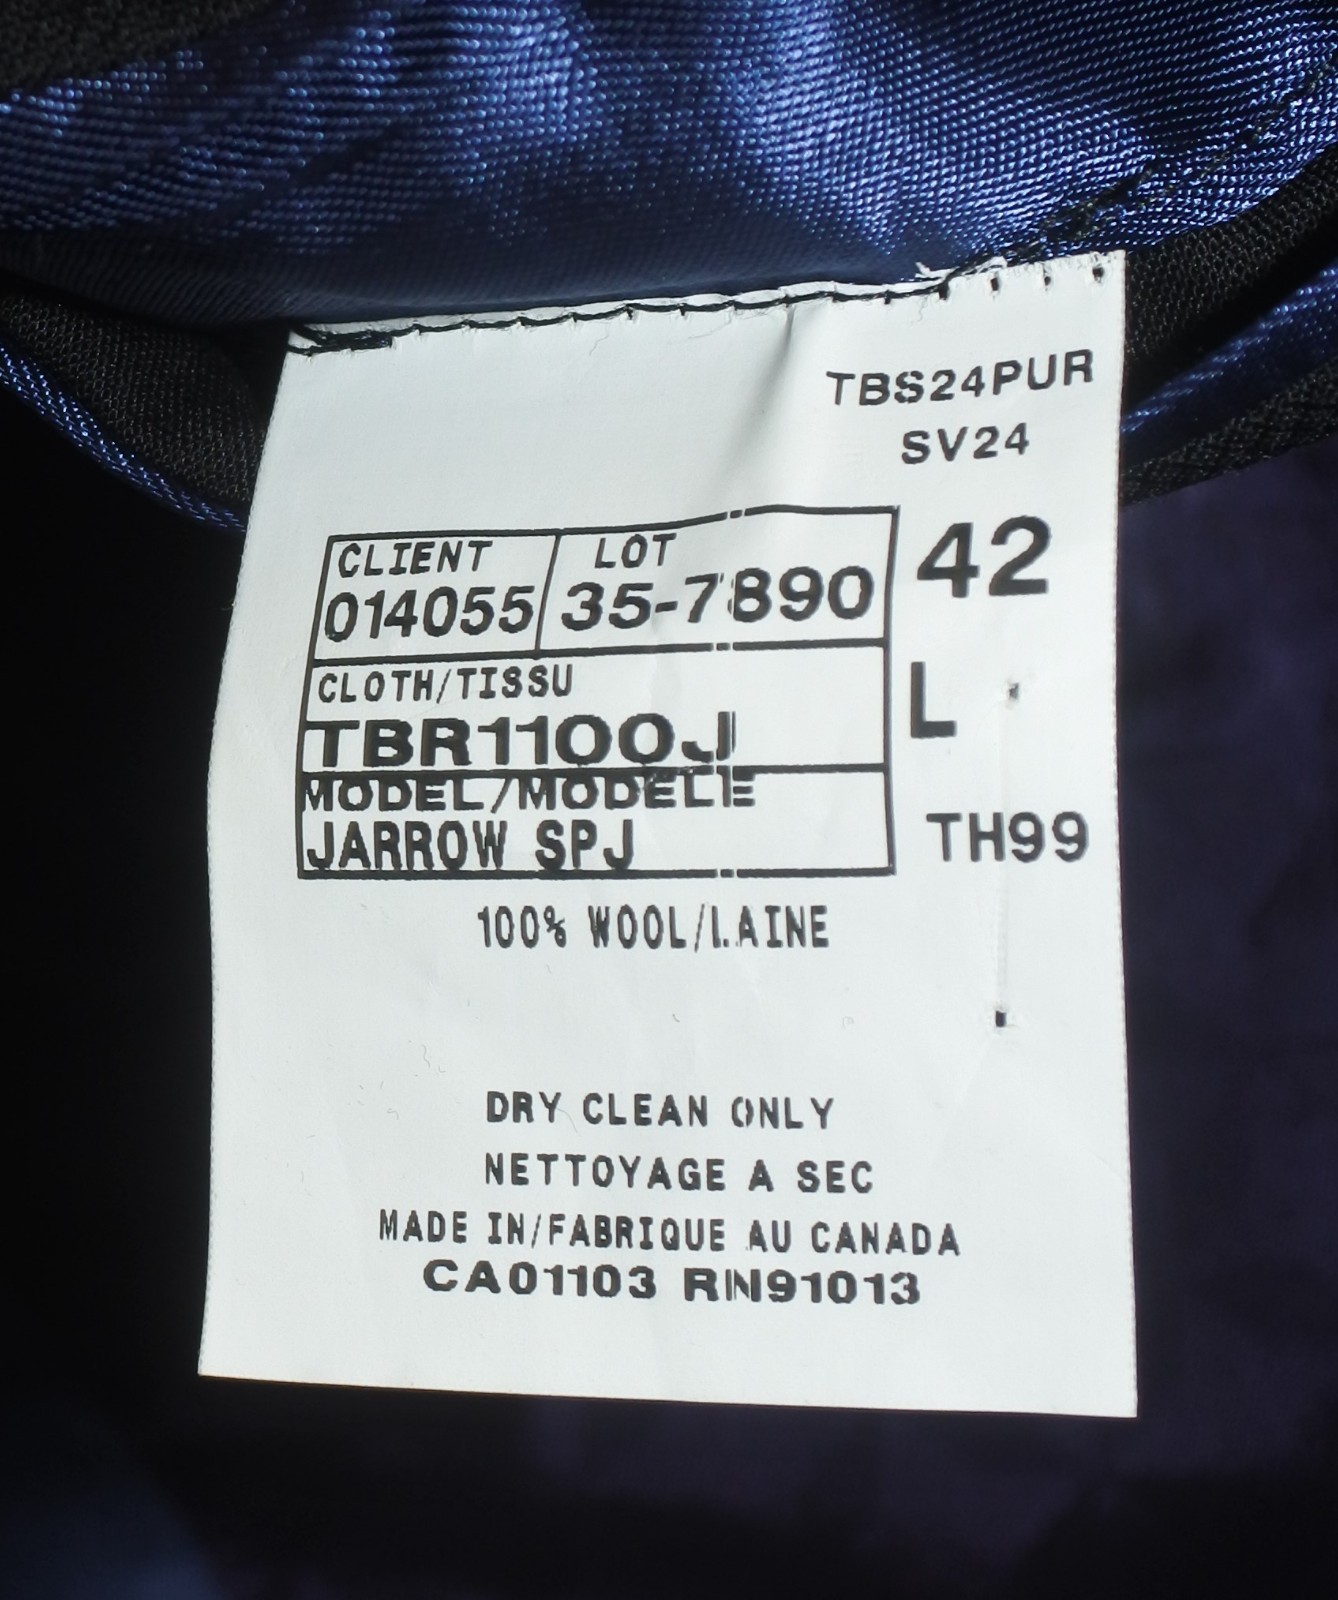 TBS24PUR
SV24
CLIENT LOT
014055 35-7890 42
CLOTH/TISSU
TBR1100J L
MODEL/MODELE
JARROW SPJ TH99
100% WOOL/LAINE
DRY CLEAN ONLY
NETTOYAGE A SEC
MADE IN/FABRIQUE AU CANADA
CA01103 RN91013